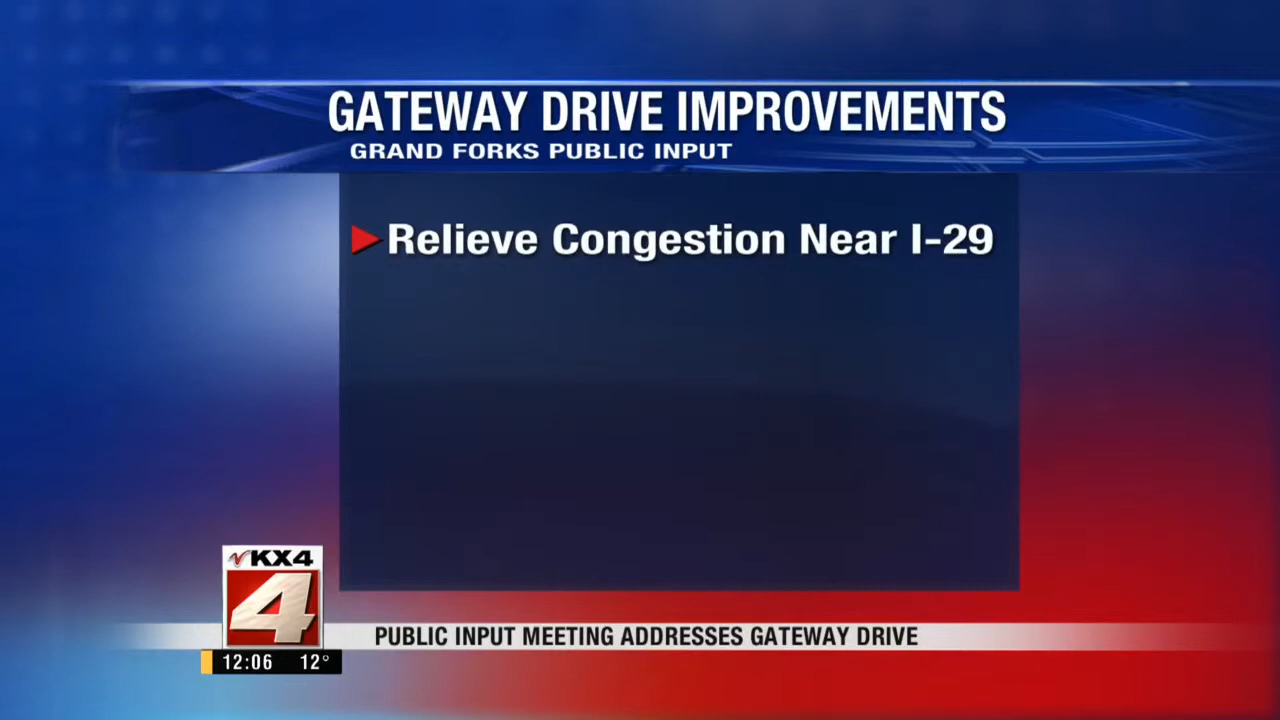 GATEWAY DRIVE IMPROVEMENTS
GRAND FORKS PUBLIC INPUT
Relieve Congestion Near I-29
KX4
4
PUBLIC INPUT MEETING ADDRESSES GATEWAY DRIVE
12:06 12°